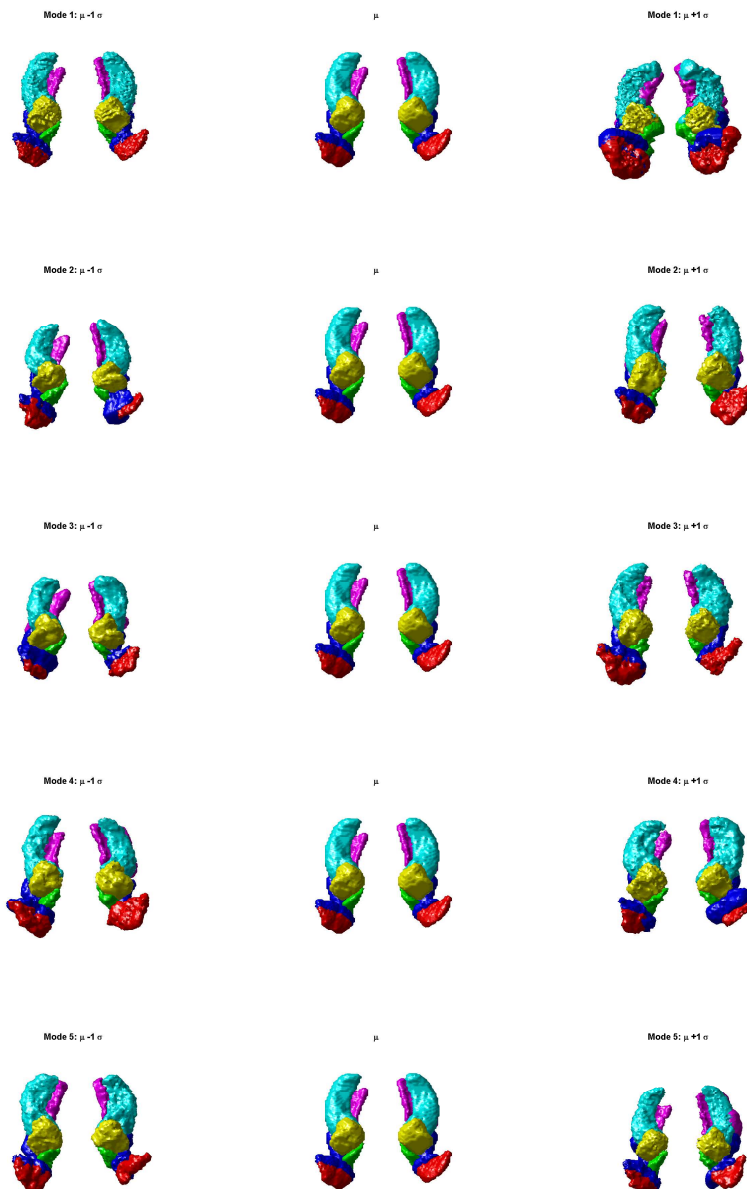 Mode 1: μ -1 σ
μ
Mode 1: μ +1 σ
Mode 2: μ -1 σ
μ
Mode 2: μ +1 σ
Mode 3: μ -1 σ
μ
Mode 3: μ +1 σ
Mode 4: μ -1 σ
μ
Mode 4: μ +1 σ
Mode 5: μ -1 σ
μ
Mode 5: μ +1 σ